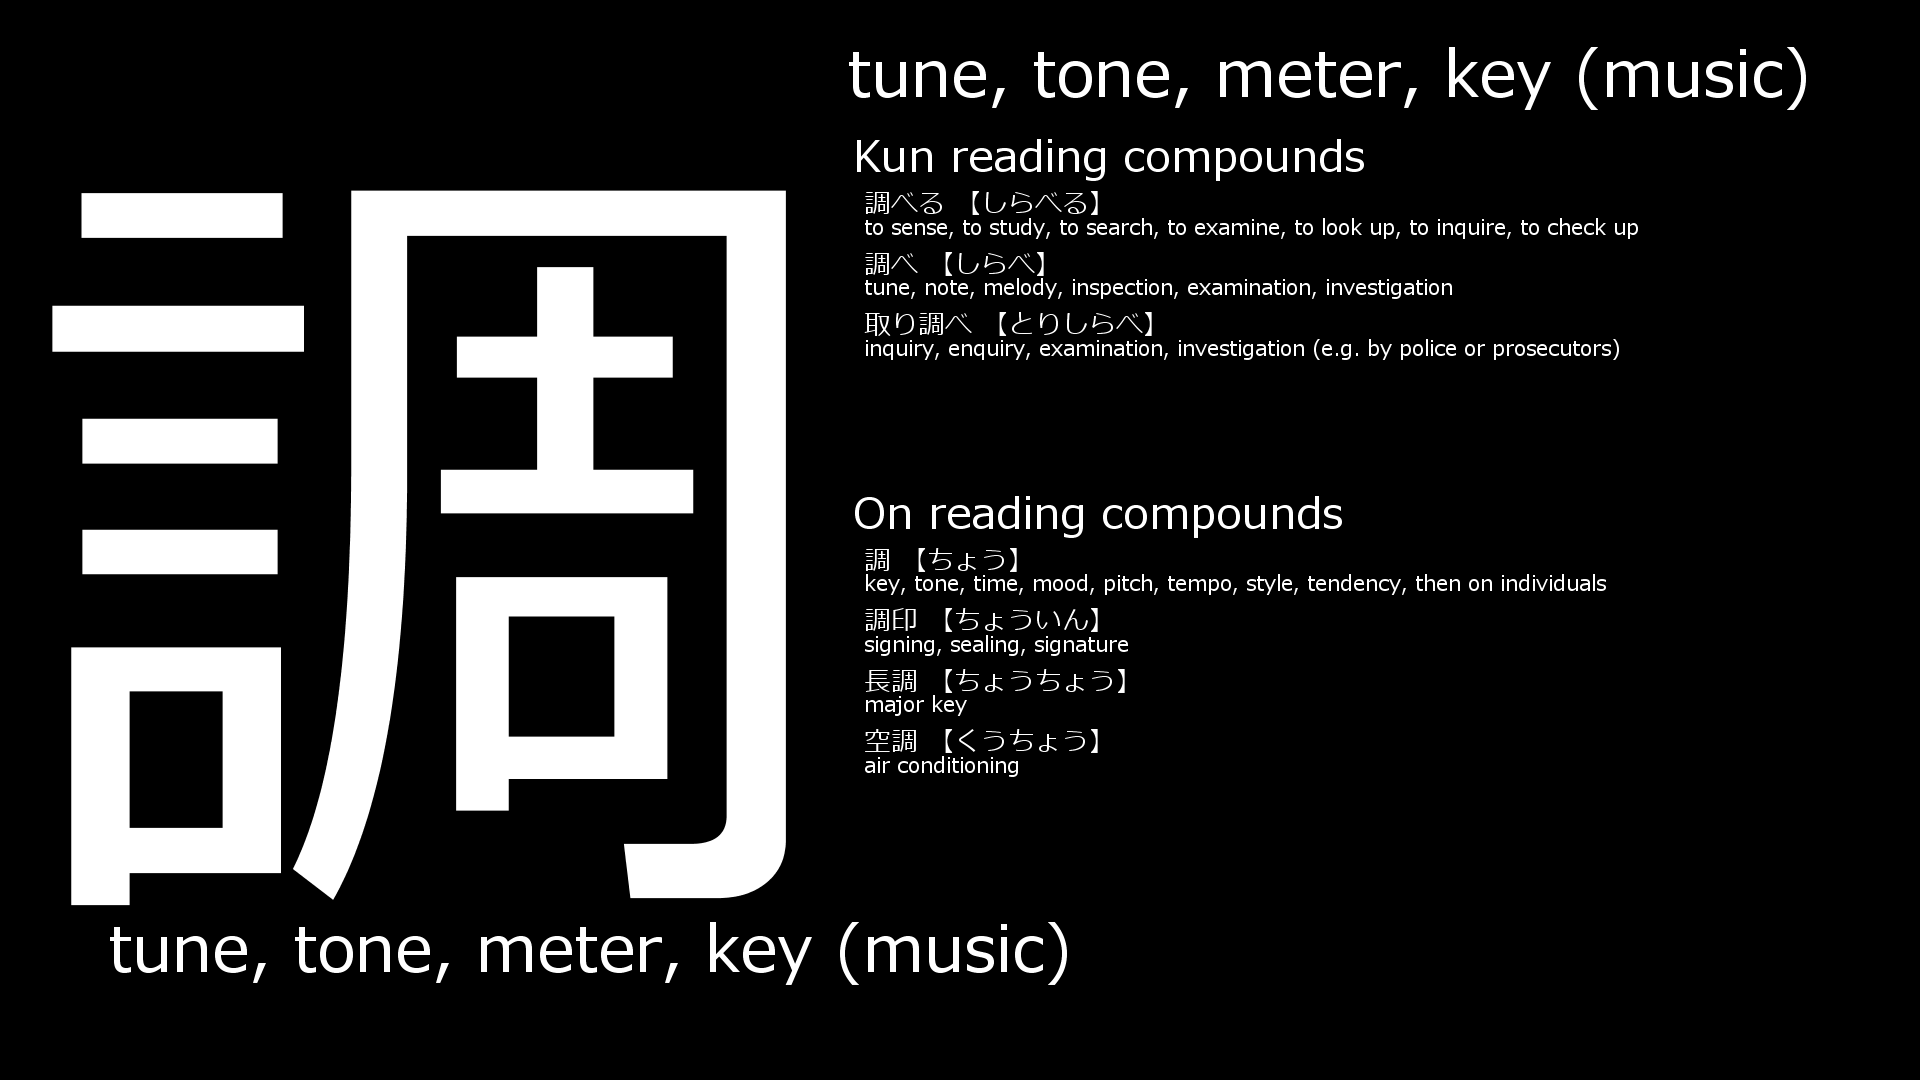 調
tune, tone, meter, key (music)
tune, tone, meter, key (music)
Kun reading compounds
調べる 【しらべる】
to sense, to study, to search, to examine, to look up, to inquire, to check up
調べ 【しらべ】
tune, note, melody, inspection, examination, investigation
取り調べ 【とりしらべ】
inquiry, enquiry, examination, investigation (e.g. by police or prosecutors)
On reading compounds
調 【ちょう】
key, tone, time, mood, pitch, tempo, style, tendency, then on individuals
調印 【ちょういん】
signing, sealing, signature
長調 【ちょうちょう】
major key
空調 【くうちょう】
air conditioning